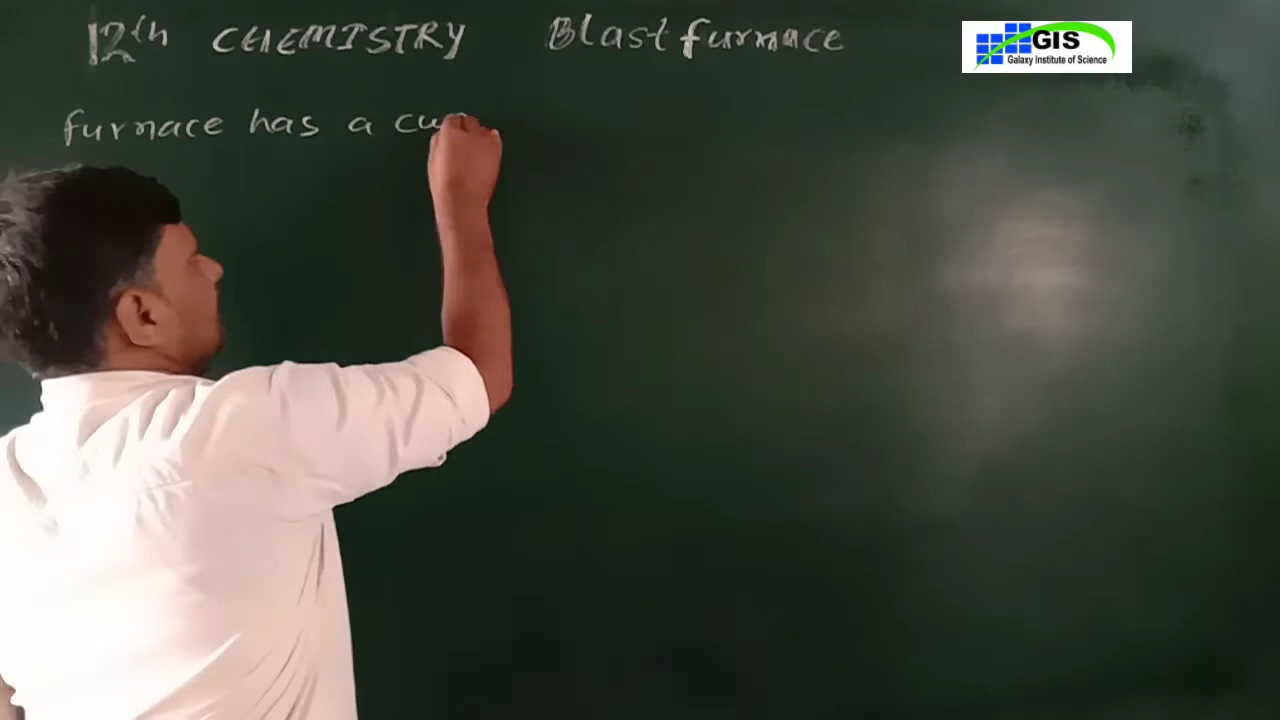 12th CHEMISTRY Blast furnace
GIS
Galaxy Institute of Science
furnace has a